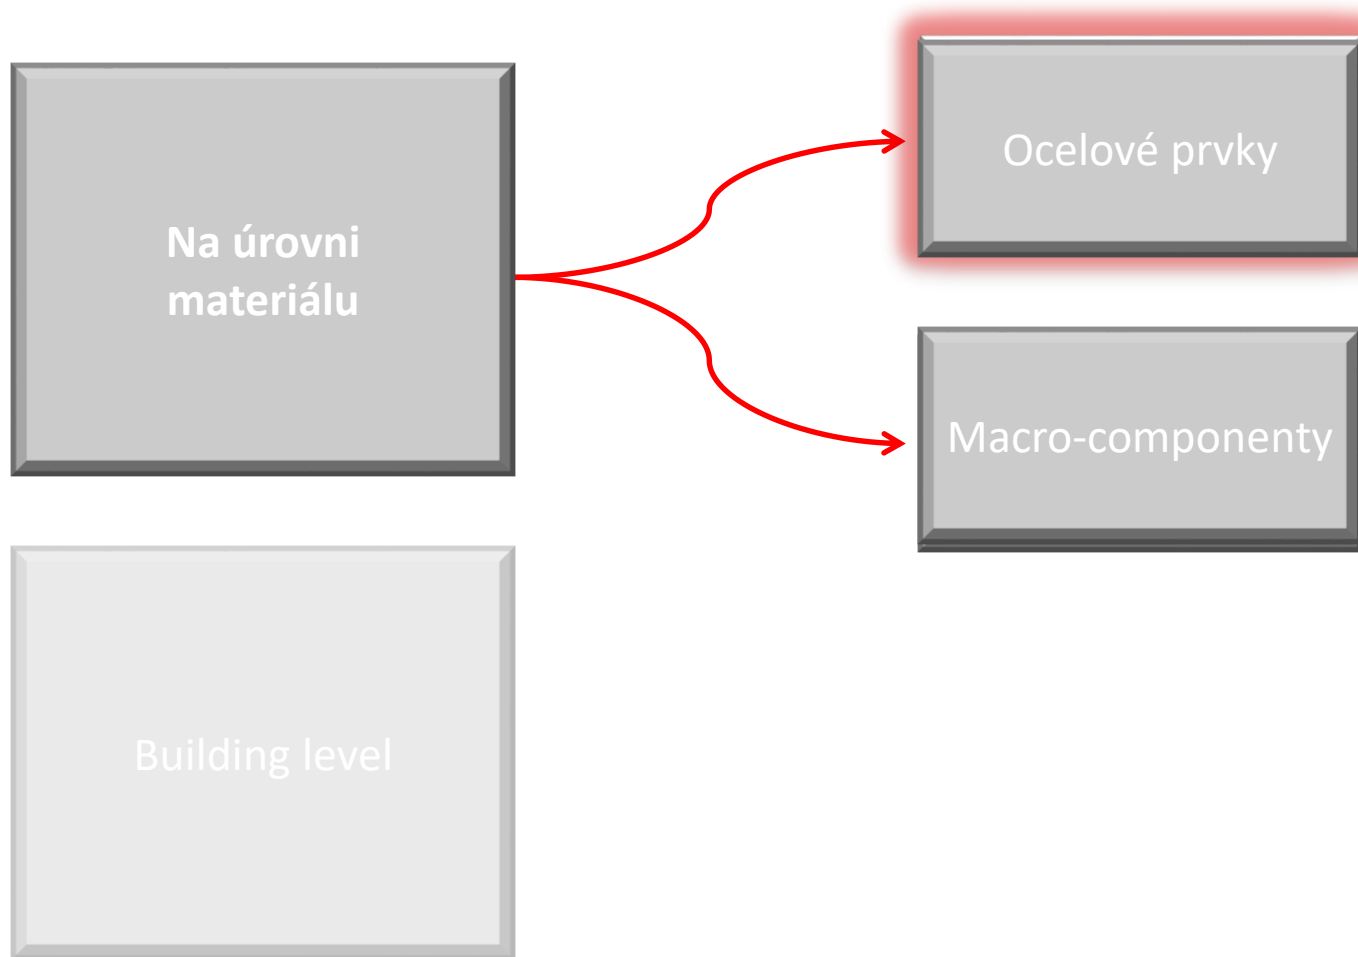 Na úrovni
materiálu
Ocelové prvky
Macro-componenty
Building level